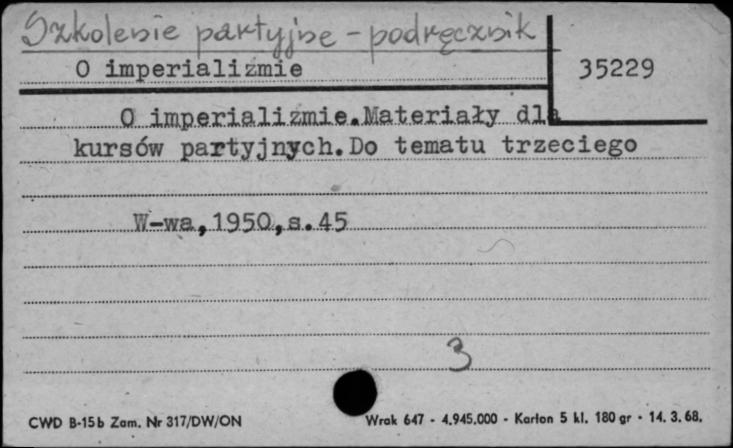 Szkolenie partyjne - podręcznik
O imperializmie
35229
O imperializmie.Materiały dla
kursów partyjnych.Do tematu trzeciego
W-wa,1950,s.45
3
CWD B-15b Zam. Nr 317/DW/ON
Wrak 647 - 4.945.000 - Karton 5 kl. 180 gr - 14. 3. 68.